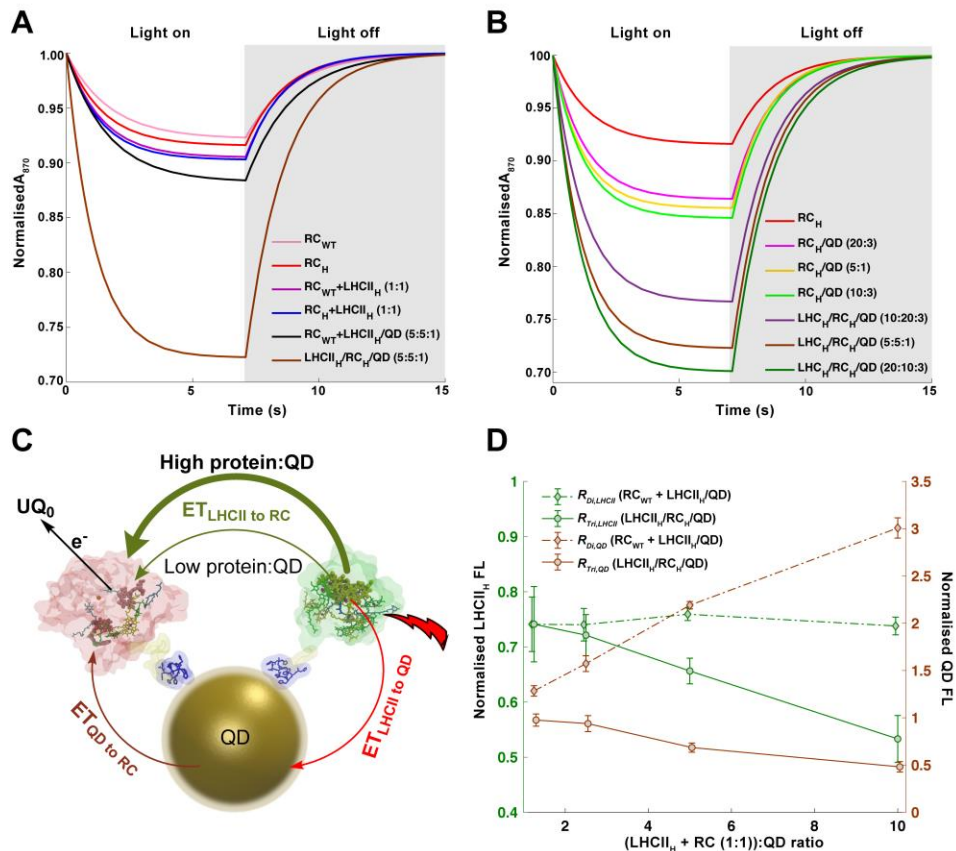 A
Light on
Light off
1.00
0.95
0.90
0.85
0.80
0.75
0.70
NormalisedA870
RCWT
RCH
RCWT+LHCIIH (1:1)
RCH+LHCIIH (1:1)
RCWT+LHCIIH/QD (5:5:1)
LHCIIH/RCH/QD (5:5:1)
0
5
10
15
Time (s)
B
Light on
Light off
100
0.95
0.90
0.85
0.80
0.75
0.70
NormalisedA870
RCH
RCH/QD (20:3)
RCH/QD (5:1)
RCH/QD (10:3)
LHCH/RCH/QD (10:20:3)
LHCH/RCH/QD (5:5:1)
LHCH/RCH/QD (20:10:3)
0
5
10
15
Time (s)
C
High protein:QD
UQ0
e-
ETLHCII to RC
Low protein:QD
ETQD to RC
QD
ETLHCII to QD
D
1
0.9
0.8
0.7
0.6
0.5
0.4
Normalised LHCIIH FL
RDi,LHCII (RCWT + LHCIIH/QD)
RTri,LHCII (LHCIIH/RCH/QD)
RDi,QD (RCWT + LHCIIH/QD)
RTri,QD (LHCIIH/RCH/QD)
3.5
3
2.5
2
1.5
1
0.5
0
Normalised QD FL
2
4
6
8
10
(LHCIIH + RC (1:1)):QD ratio